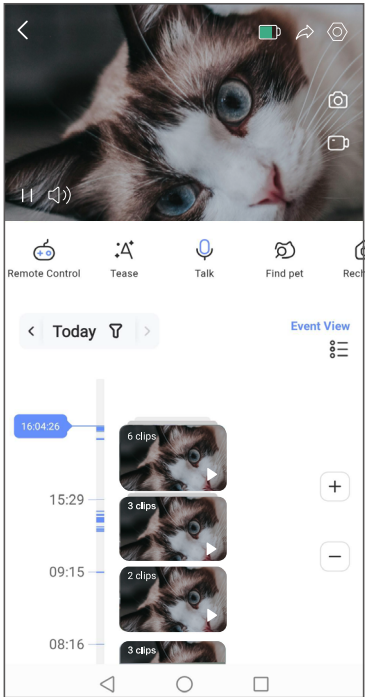 Remote Control
Tease
Talk
Find pet
Rech
Today
Event View
16:04:26
6 clips
3 clips
15:29
2 clips
09:15
3 clips
08:16